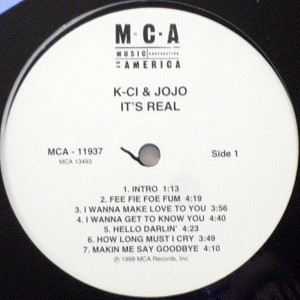 M·C·A
MUSIC CORPORATION
OF AMERICA
K-CI & JOJO
IT'S REAL
MCA - 11937
Side 1
MCA 13493
1. INTRO 1:13
2. FEE FIE FOE FUM 4:19
3. I WANNA MAKE LOVE TO YOU 3:56
4. I WANNA GET TO KNOW YOU 4:40
5. HELLO DARLIN' 4:23
6. HOW LONG MUST I CRY 3:49
7. MAKIN ME SAY GOODBYE 4:10
Ⓟ 1999 MCA Records, Inc.